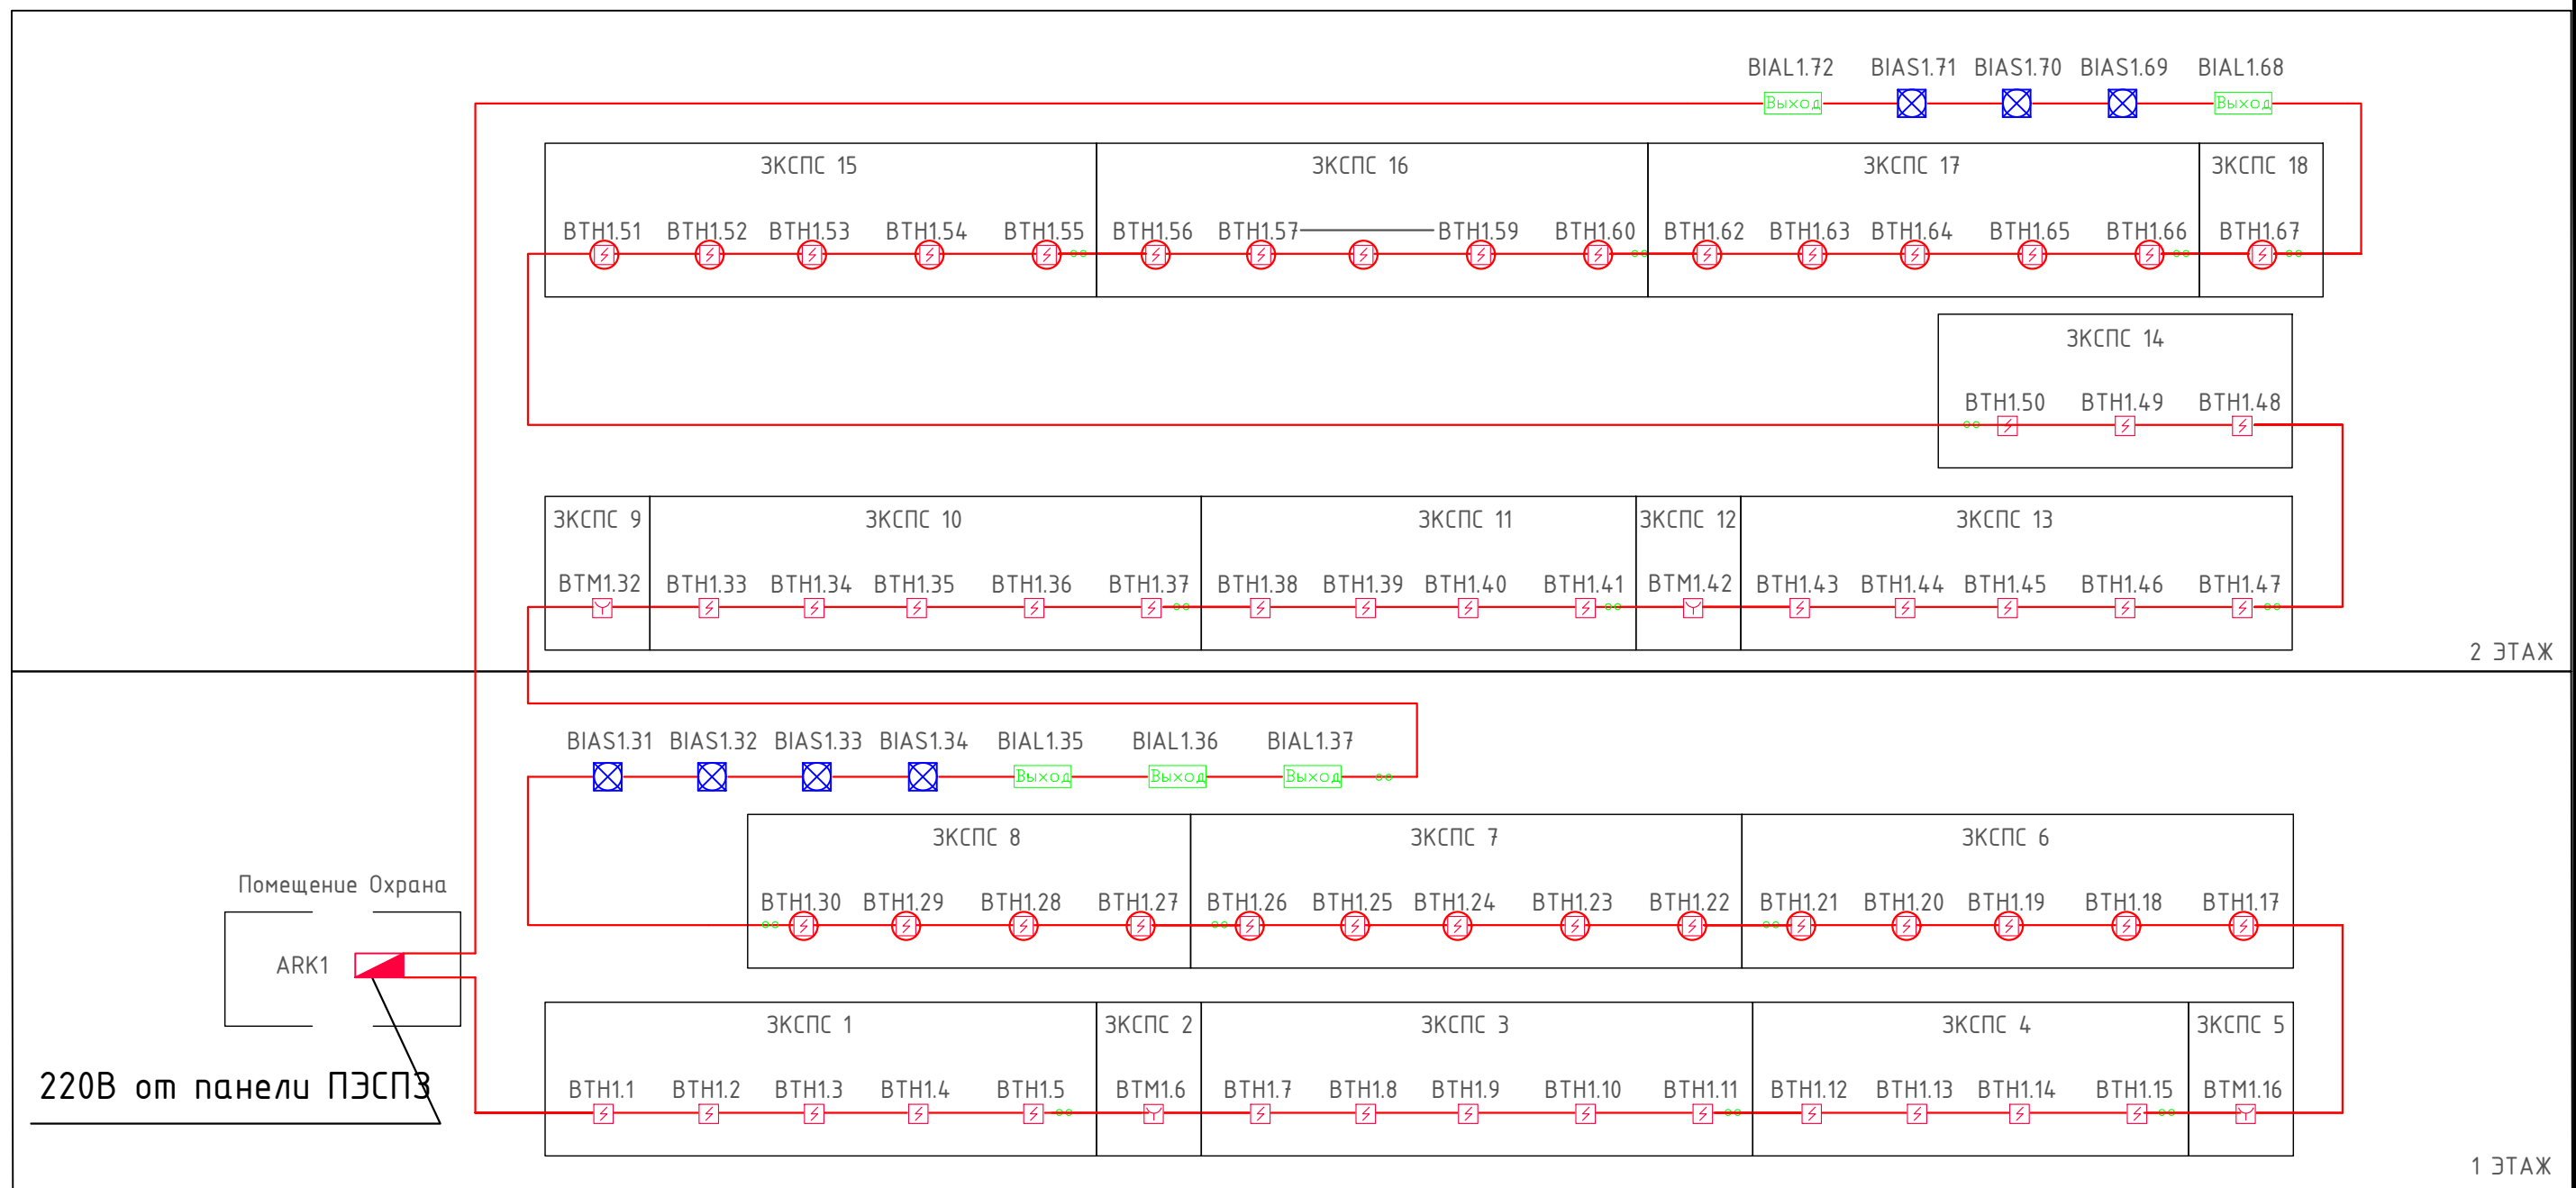 BIAL1.72 BIAS1.71 BIAS1.70 BIAS1.69 BIAL1.68
Выход Выход
ЗКСПС 15 ЗКСПС 16 ЗКСПС 17 ЗКСПС 18
BTH1.51 BTH1.52 BTH1.53 BTH1.54 BTH1.55 BTH1.56 BTH1.57 BTH1.59 BTH1.60 BTH1.62 BTH1.63 BTH1.64 BTH1.65 BTH1.66 BTH1.67
ЗКСПС 14
BTH1.50 BTH1.49 BTH1.48
ЗКСПС 9 ЗКСПС 10 ЗКСПС 11 ЗКСПС 12 ЗКСПС 13
BTM1.32 BTH1.33 BTH1.34 BTH1.35 BTH1.36 BTH1.37 BTH1.38 BTH1.39 BTH1.40 BTH1.41 BTM1.42 BTH1.43 BTH1.44 BTH1.45 BTH1.46 BTH1.47
2 ЭТАЖ
BIAS1.31 BIAS1.32 BIAS1.33 BIAS1.34 BIAL1.35 BIAL1.36 BIAL1.37
Выход Выход Выход
ЗКСПС 8 ЗКСПС 7 ЗКСПС 6
BTH1.30 BTH1.29 BTH1.28 BTH1.27 BTH1.26 BTH1.25 BTH1.24 BTH1.23 BTH1.22 BTH1.21 BTH1.20 BTH1.19 BTH1.18 BTH1.17
Помещение Охрана
ARK1
ЗКСПС 1 ЗКСПС 2 ЗКСПС 3 ЗКСПС 4 ЗКСПС 5
220В от панели ПЭСПЗ
BTH1.1 BTH1.2 BTH1.3 BTH1.4 BTH1.5 BTM1.6 BTH1.7 BTH1.8 BTH1.9 BTH1.10 BTH1.11 BTH1.12 BTH1.13 BTH1.14 BTH1.15 BTM1.16
1 ЭТАЖ